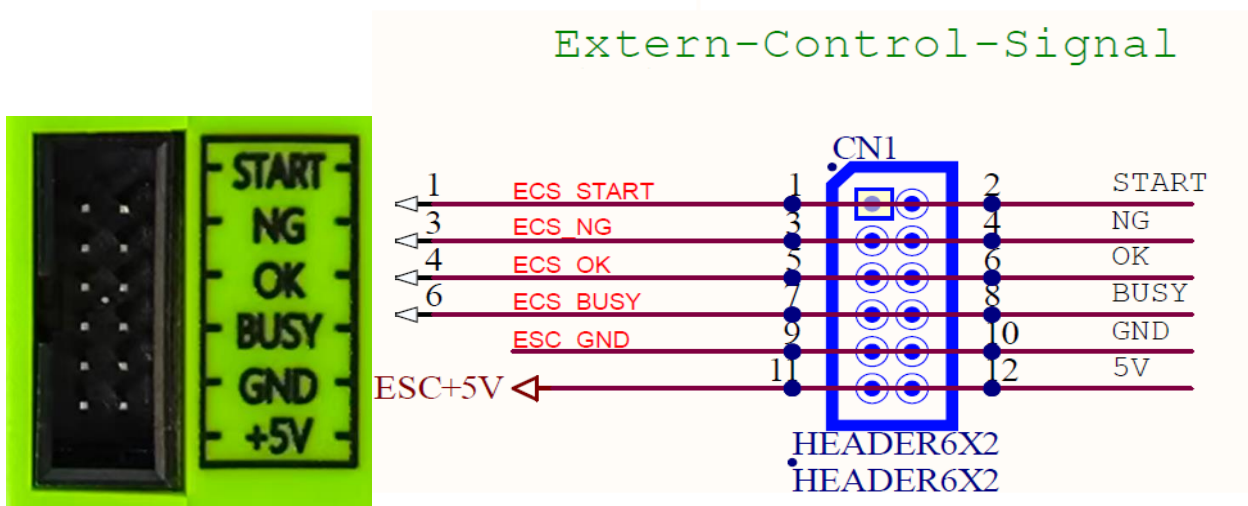 Extern-Control-Signal
START
NG
OK
BUSY
GND
+5V
CN1
1 ECS_START 1 2 START
3 ECS_NG 3 4 NG
4 ECS_OK 5 6 OK
6 ECS_BUSY 7 8 BUSY
ESC_GND 9 10 GND
ESC+5V 11 12 5V
HEADER6X2
HEADER6X2